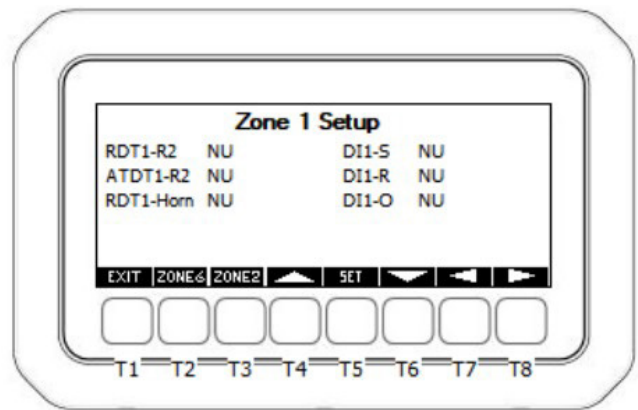 Zone 1 Setup
RDT1-R2 NU DI1-S NU
ATDT1-R2 NU DI1-R NU
RDT1-Horn NU DI1-O NU
EXIT ZONE6 ZONE2 SET
T1 T2 T3 T4 T5 T6 T7 T8